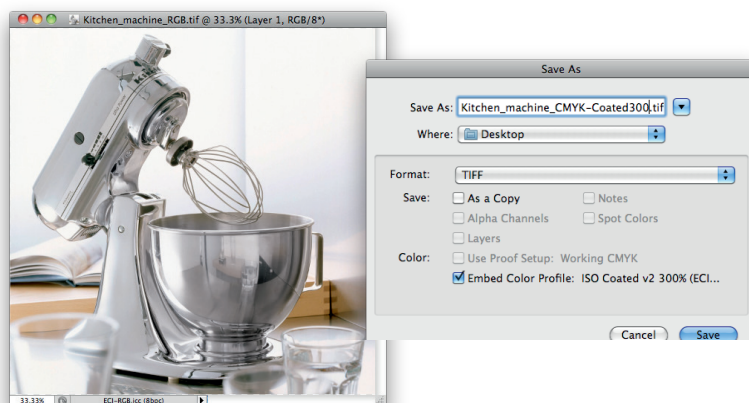 Kitchen_machine_RGB.tif @ 33.3% (Layer 1, RGB/8*)
Save As
Save As: Kitchen_machine_CMYK-Coated300.tif
Where: Desktop
Format: TIFF
Save: As a Copy Notes
Alpha Channels Spot Colors
Layers
Color: Use Proof Setup: Working CMYK
Embed Color Profile: ISO Coated v2 300% (ECI...
Cancel Save
33.33% ECI-RGB.icc (8bpc)